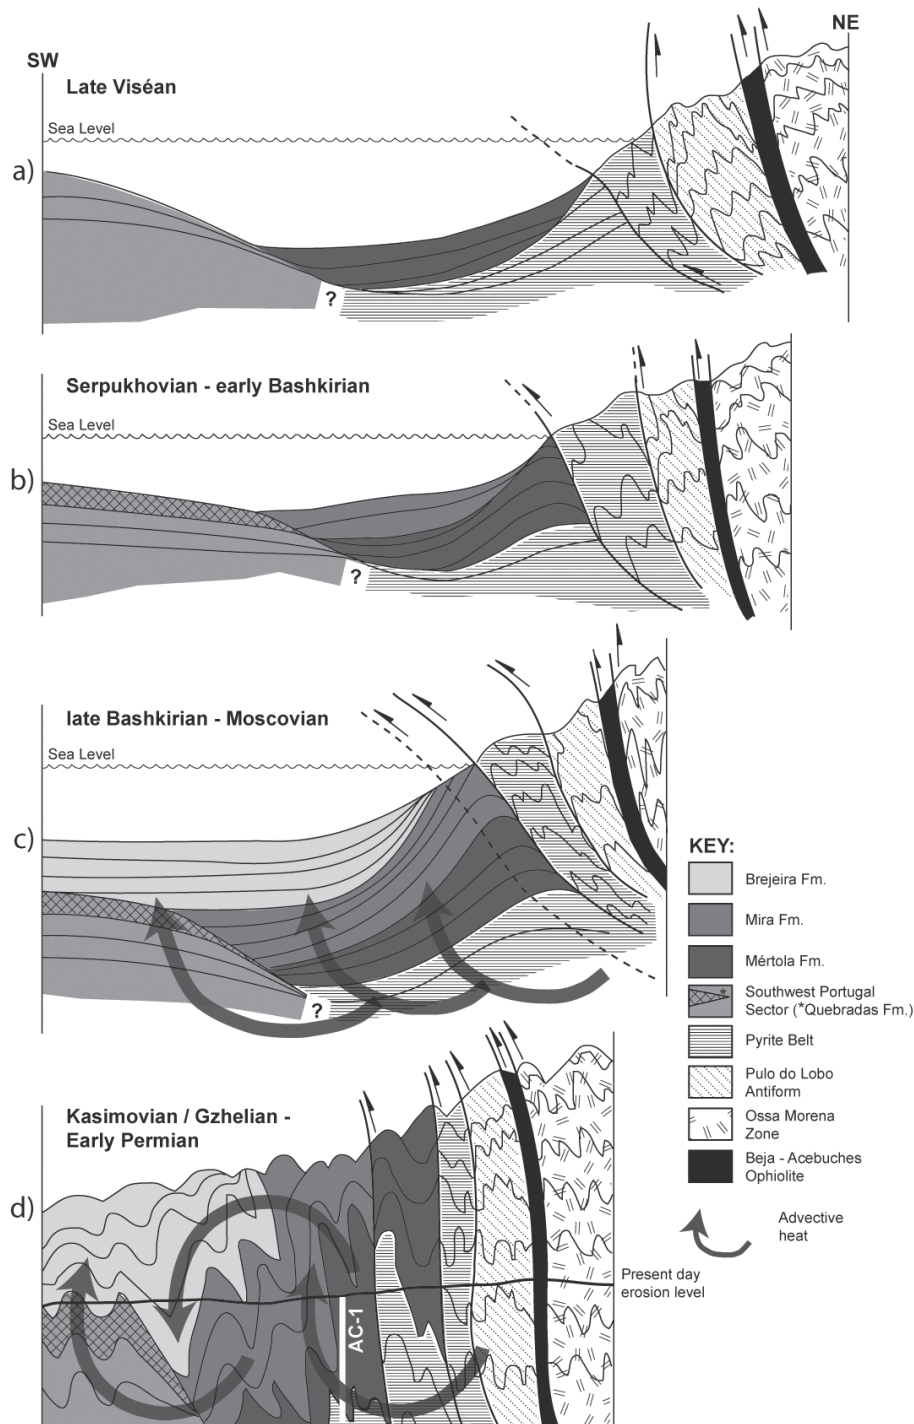 SW
NE
a)
Late Viséan
Sea Level
?
b)
Serpukhovian - early Bashkirian
Sea Level
?
c)
late Bashkirian - Moscovian
Sea Level
?
d)
Kasimovian / Gzhelian -
Early Permian
AC-1
Present day
erosion level
KEY:
Brejeira Fm.
Mira Fm.
Mértola Fm.
*
Southwest Portugal
Sector (*Quebradas Fm.)
Pyrite Belt
Pulo do Lobo
Antiform
Ossa Morena
Zone
Beja - Acebuches
Ophiolite
Advective
heat